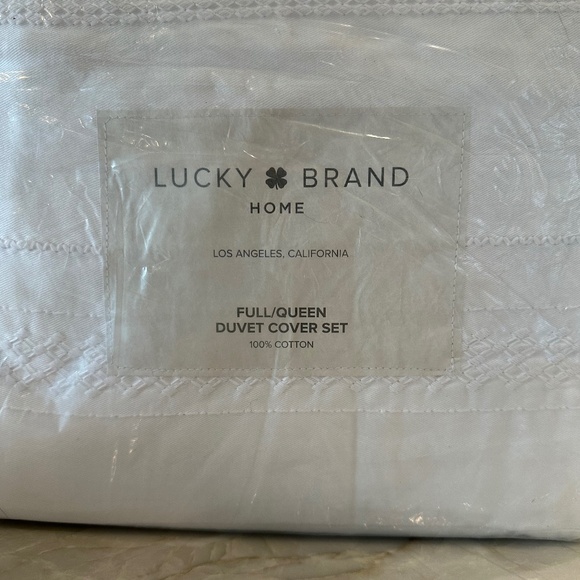 LUCKY BRAND
HOME
LOS ANGELES, CALIFORNIA
FULL/QUEEN
DUVET COVER SET
100% COTTON